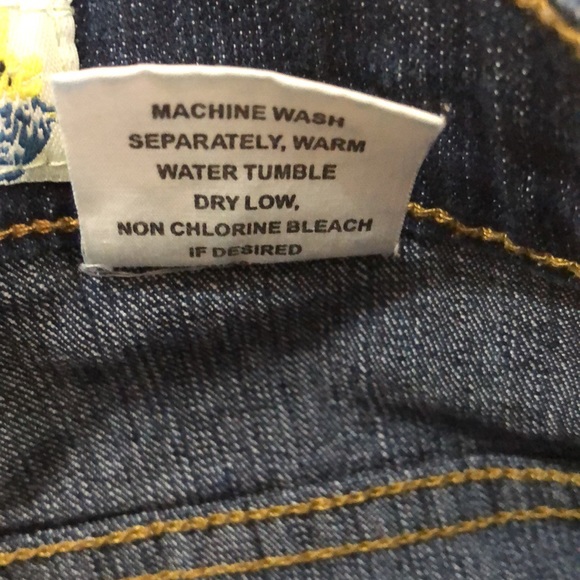 MACHINE WASH
SEPARATELY, WARM
WATER TUMBLE
DRY LOW,
NON CHLORINE BLEACH
IF DESIRED